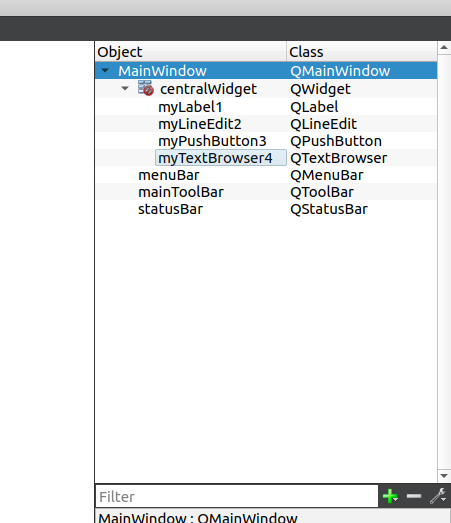 Object Class
MainWindow QMainWindow
centralWidget QWidget
myLabel1 QLabel
myLineEdit2 QLineEdit
myPushButton3 QPushButton
myTextBrowser4 QTextBrowser
menuBar QMenuBar
mainToolBar QToolBar
statusBar QStatusBar
Filter
MainWindow : QMainWindow